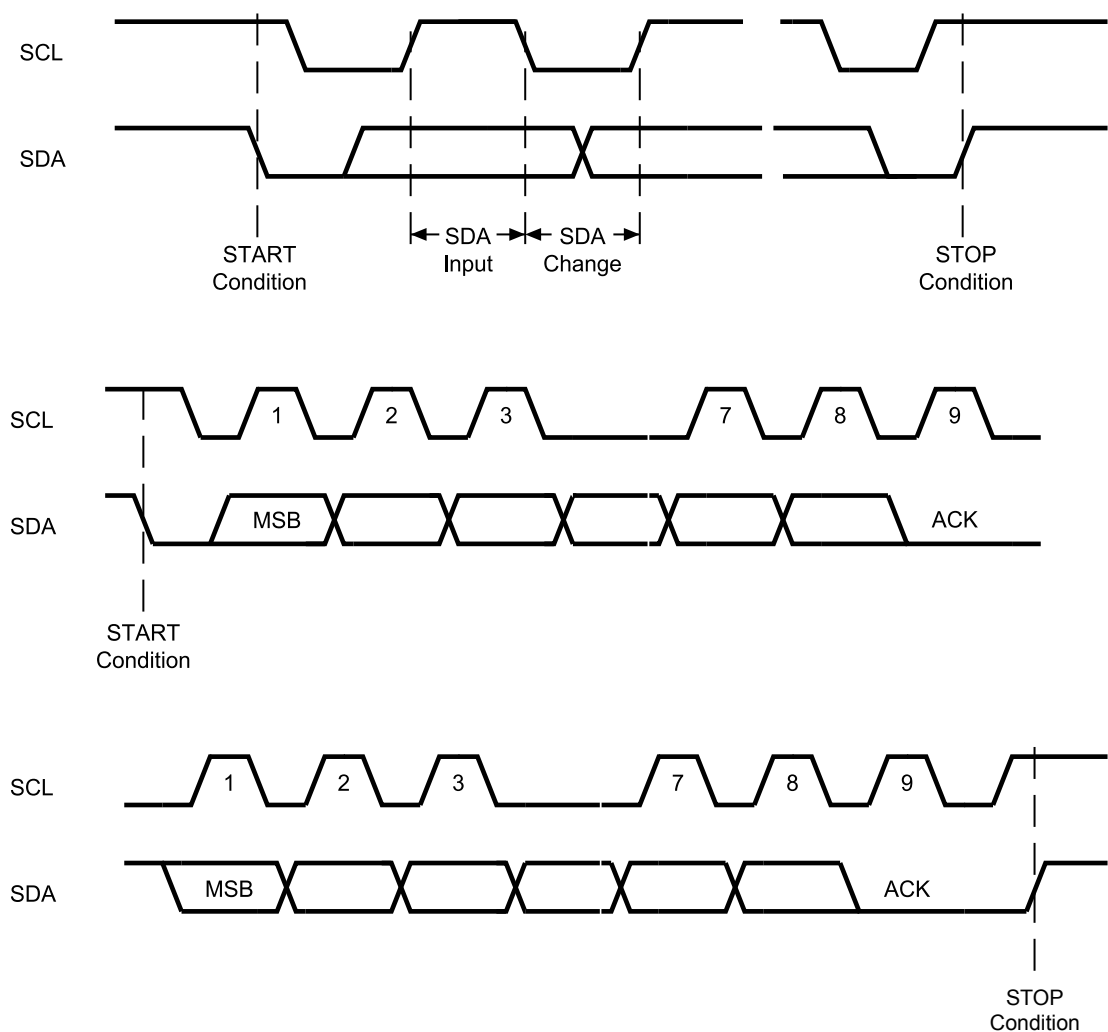 SCL
SDA
START
Condition
SDA
Input
SDA
Change
STOP
Condition
SCL
1 2 3 7 8 9
SDA
MSB ACK
START
Condition
SCL
1 2 3 7 8 9
SDA
MSB ACK
STOP
Condition